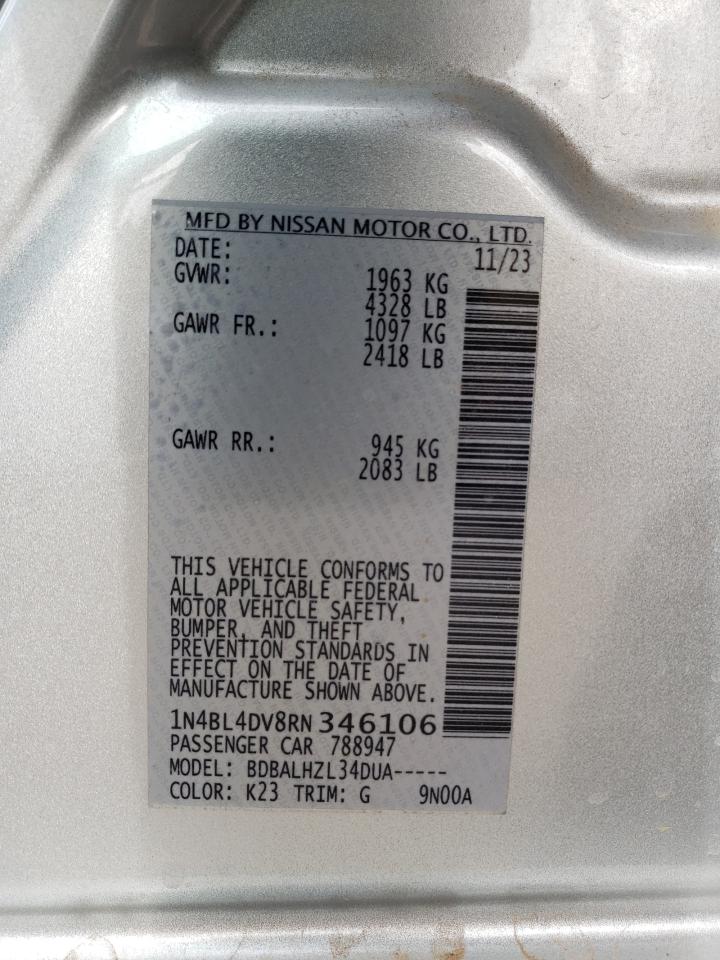 MFD BY NISSAN MOTOR CO., LTD.
DATE: 11/23
GVWR: 1963 KG
4328 LB
GAWR FR.: 1097 KG
2418 LB
GAWR RR.: 945 KG
2083 LB
THIS VEHICLE CONFORMS TO
ALL APPLICABLE FEDERAL
MOTOR VEHICLE SAFETY,
BUMPER, AND THEFT
PREVENTION STANDARDS IN
EFFECT ON THE DATE OF
MANUFACTURE SHOWN ABOVE.
1N4BL4DV8RN 346106
PASSENGER CAR 788947
MODEL: BDBALHZL34DUA-----
COLOR: K23 TRIM: G 9N00A